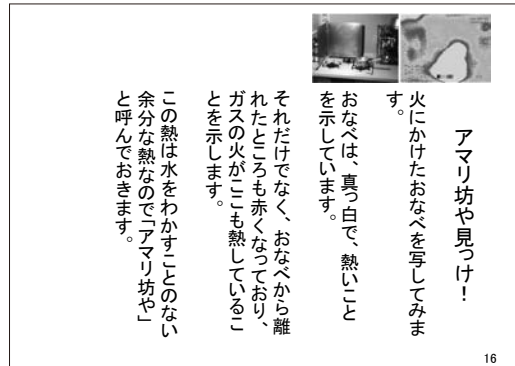 アマリ坊や見っけ!
火にかけたおなべを写してみま
す。
おなべは、真っ白で、熱いこと
を示しています。
それだけでなく、おなべから離
れたところも赤くなっており、
ガスの火がここも熱しているこ
とを示します。
この熱は水をわかすことのない
余分な熱なので「アマリ坊や」
と呼んでおきます。
16